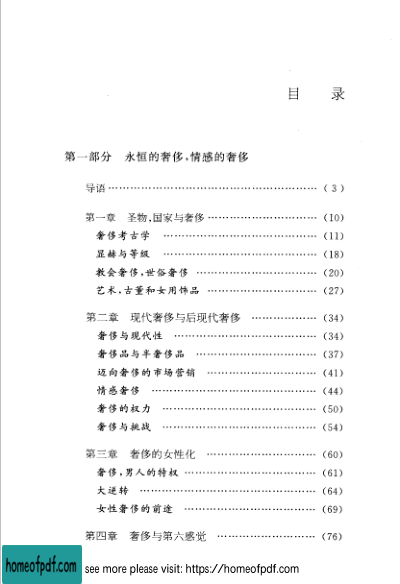 目 录
第一部分 永恒的奢侈,情感的奢侈
导语……………………………………………(3)
第一章 圣物,国家与奢侈……………………(10)
奢侈考古学……………………………(11)
显赫与等级……………………………(18)
教会奢侈,世俗奢侈……………………(20)
艺术,古董和女用饰品…………………(27)
第二章 现代奢侈与后现代奢侈……………(34)
奢侈与现代性…………………………(34)
奢侈品与半奢侈品……………………(37)
迈向奢侈的市场营销…………………(41)
情感奢侈………………………………(44)
奢侈的权力……………………………(50)
奢侈与挑战……………………………(54)
第三章 奢侈的女性化………………………(60)
奢侈,男人的特权………………………(61)
大逆转…………………………………(64)
女性奢侈的前途………………………(69)
第四章 奢侈与第六感觉……………………(76)
homeofpdf.com see more please visit: https://homeofpdf.com